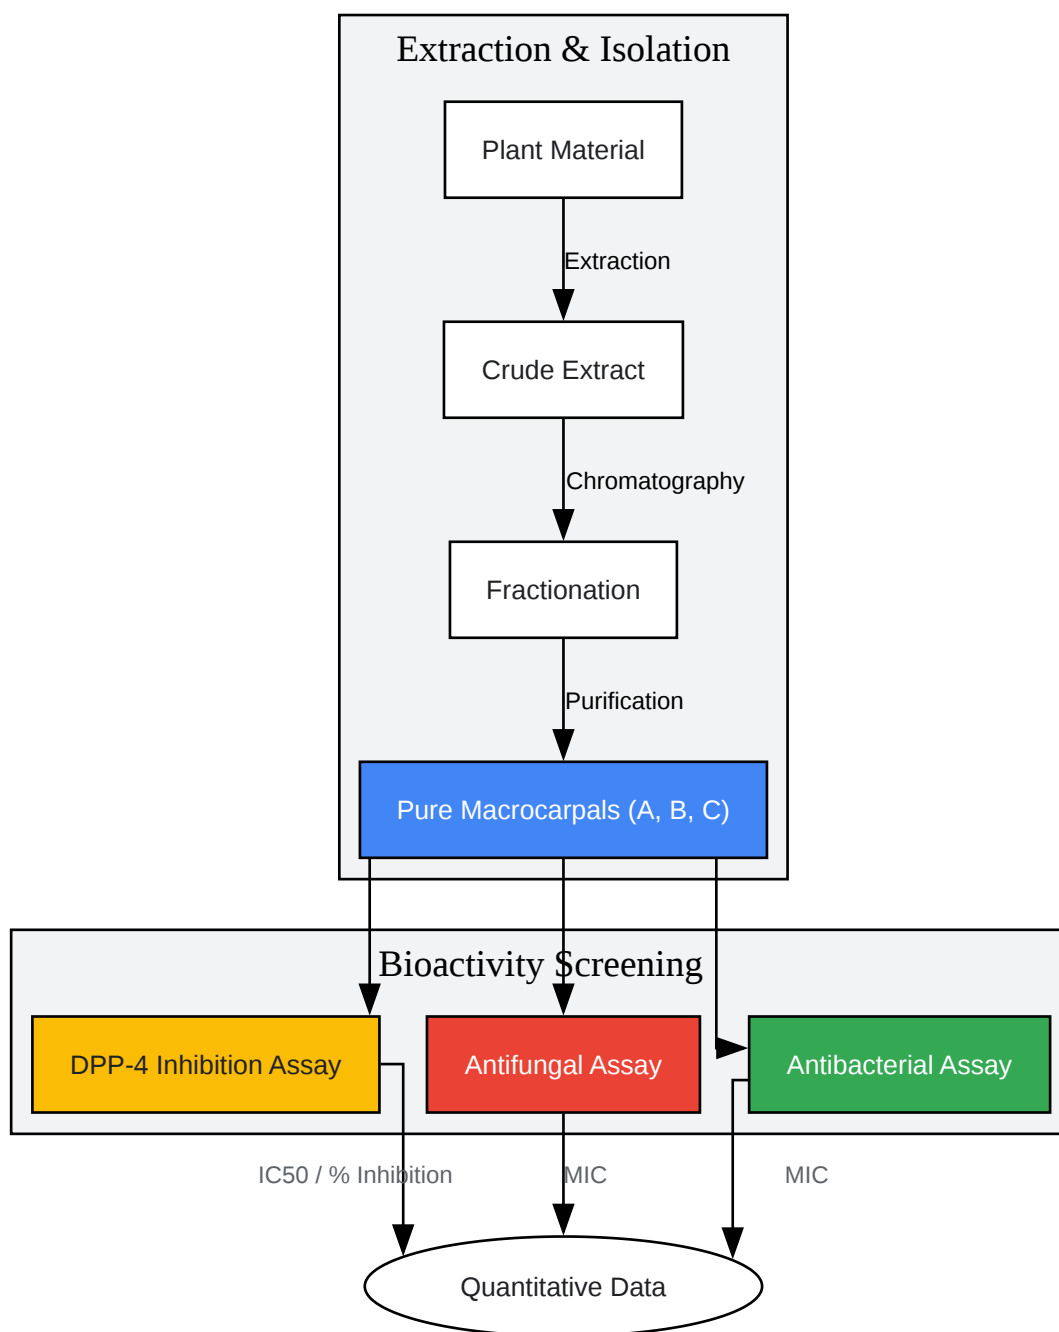 Extraction & Isolation
Plant Material
Extraction
Crude Extract
Chromatography
Fractionation
Purification
Pure Macrocarpals (A, B, C)
Bioactivity Screening
DPP-4 Inhibition Assay
Antifungal Assay
Antibacterial Assay
IC50 / % Inhibition
MIC
MIC
Quantitative Data